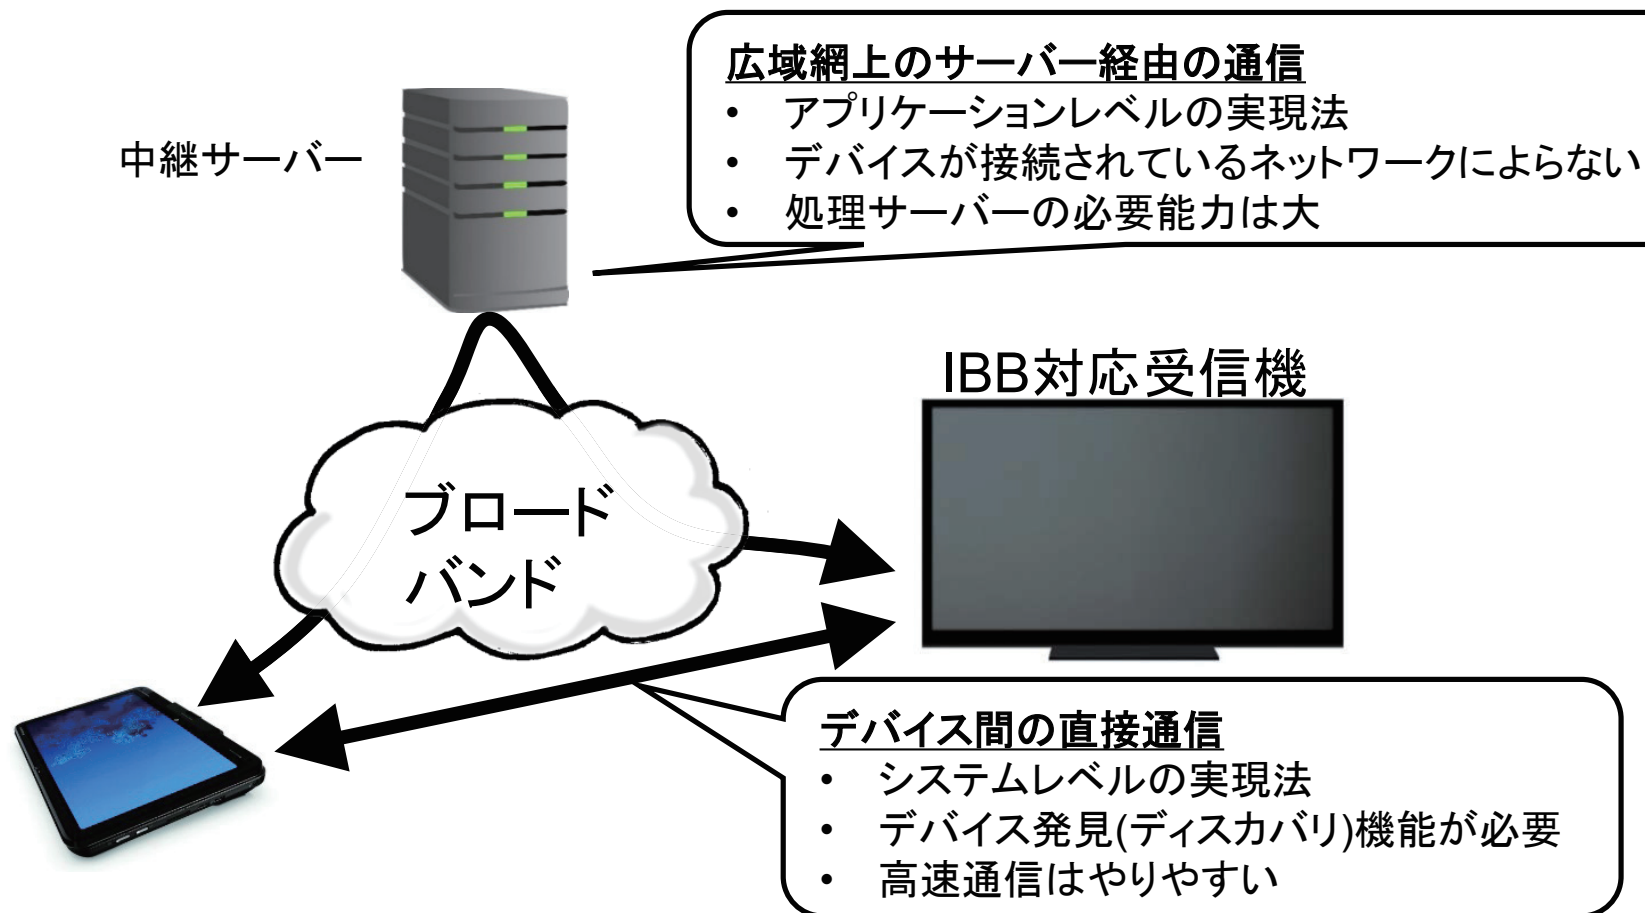 広域網上のサーバー経由の通信
• アプリケーションレベルの実現法
• デバイスが接続されているネットワークによらない
• 処理サーバーの必要能力は大
中継サーバー
IBB対応受信機
ブロード
バンド
デバイス間の直接通信
• システムレベルの実現法
• デバイス発見(ディスカバリ)機能が必要
• 高速通信はやりやすい